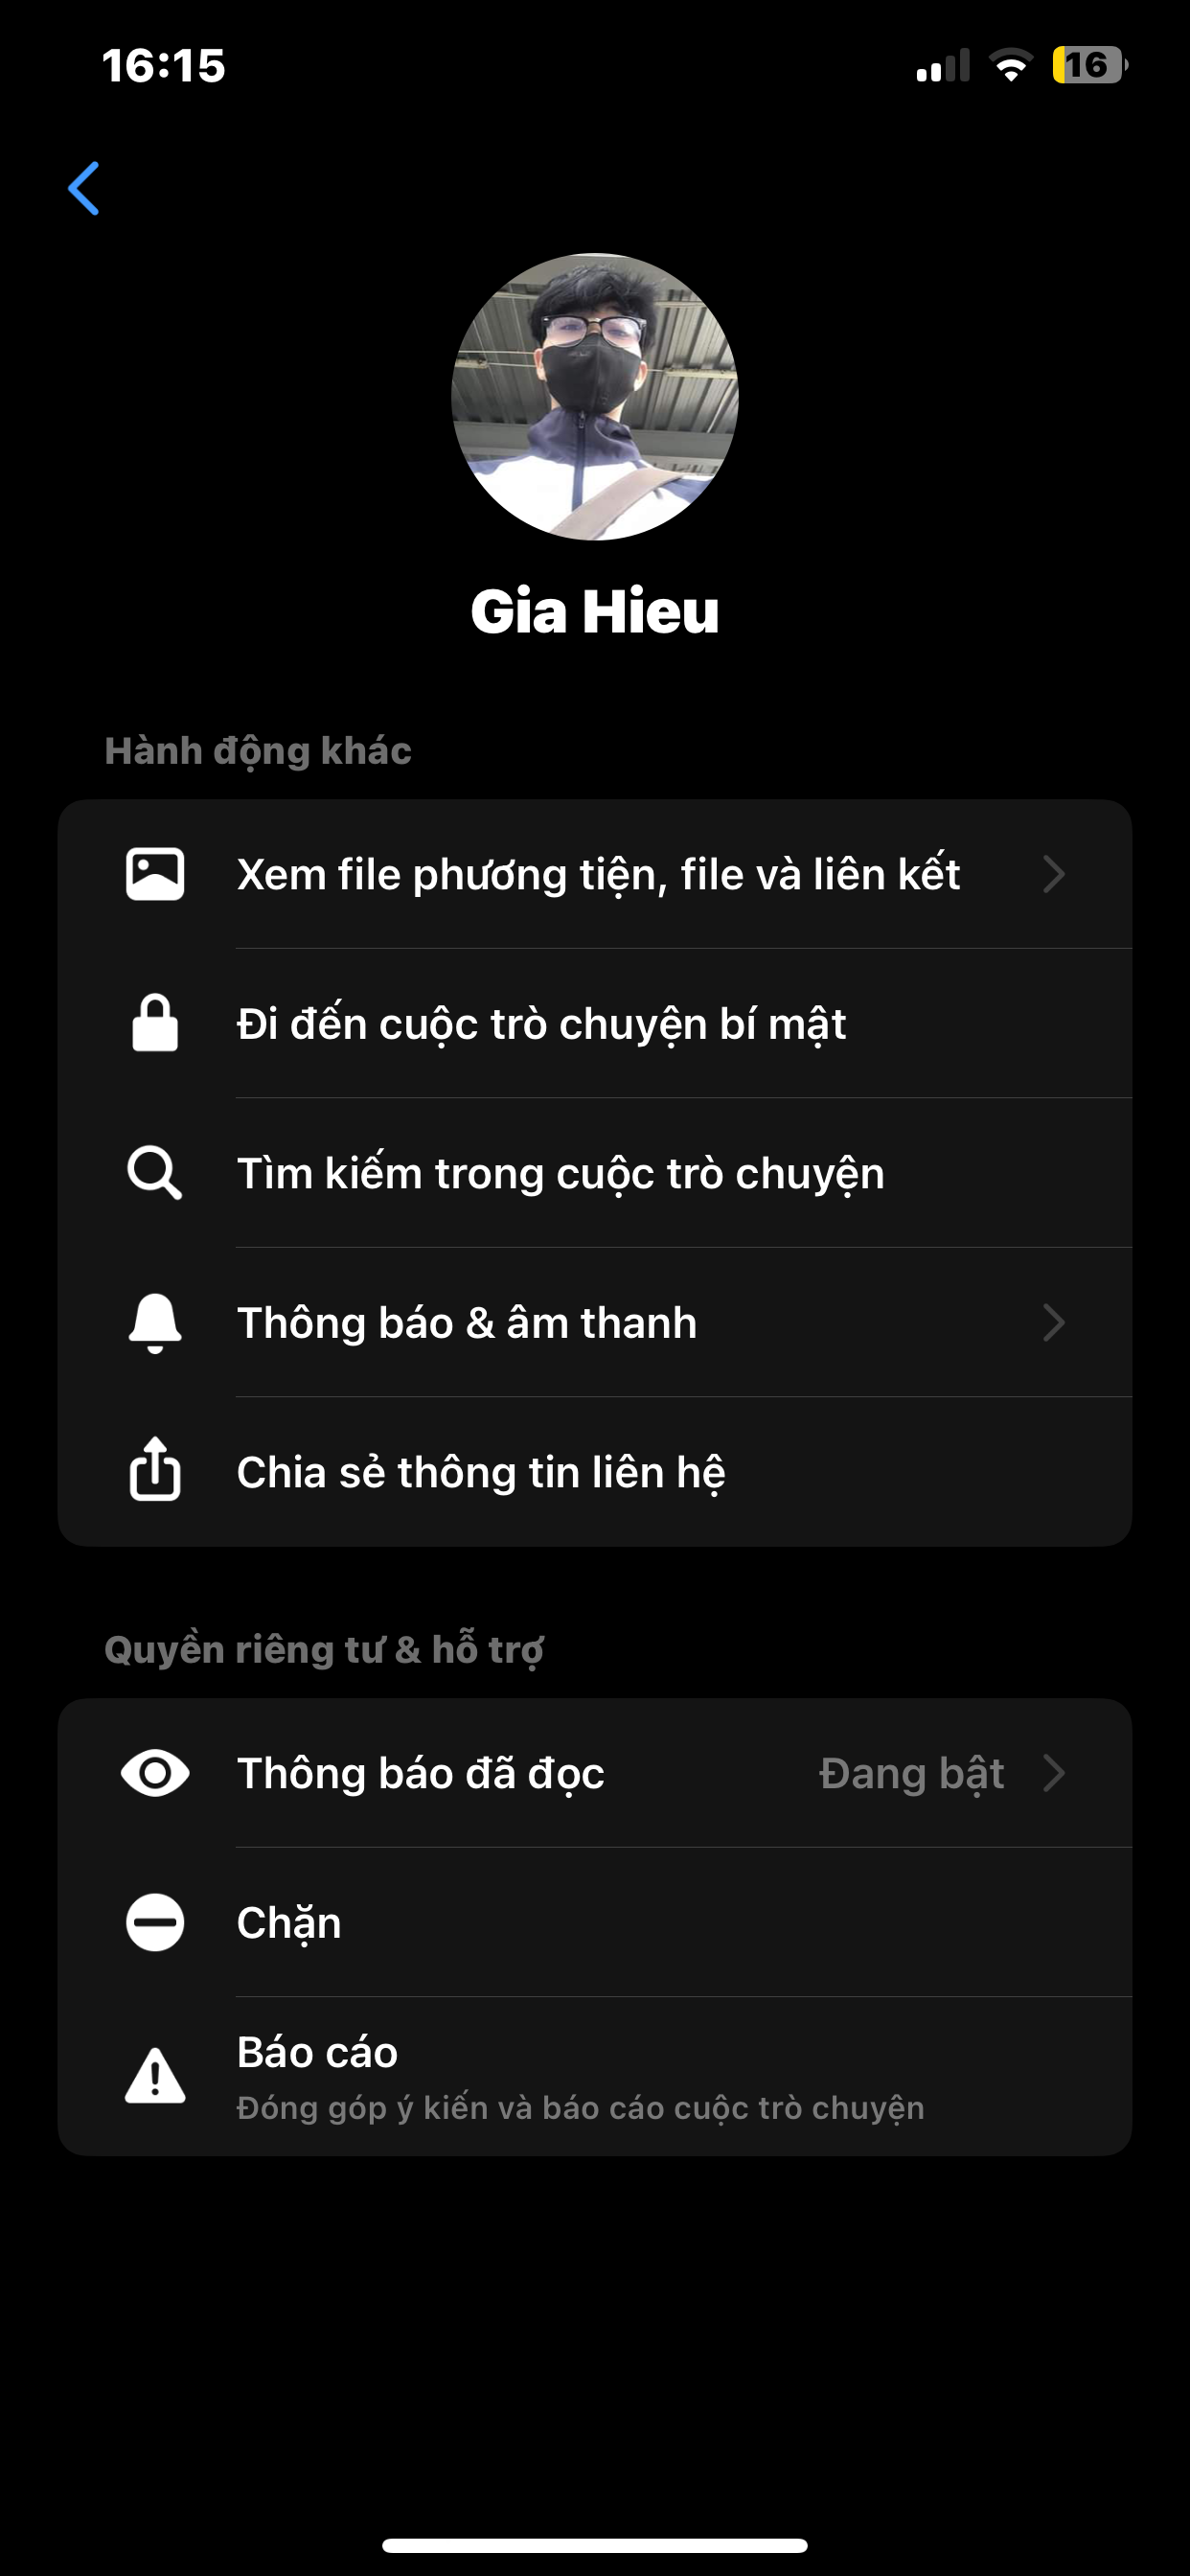 16:15
16
Gia Hieu
Hành động khác
Xem file phương tiện, file và liên kết
Đi đến cuộc trò chuyện bí mật
Tìm kiếm trong cuộc trò chuyện
Thông báo & âm thanh
Chia sẻ thông tin liên hệ
Quyền riêng tư & hỗ trợ
Thông báo đã đọc Đang bật
Chặn
Báo cáo
Đóng góp ý kiến và báo cáo cuộc trò chuyện